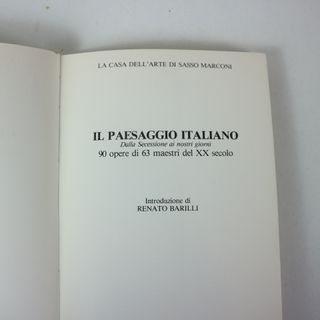 LA CASA DELL'ARTE DI SASSO MARCONI
IL PAESAGGIO ITALIANO
Dalla Secessione ai nostri giorni
90 opere di 63 maestri del XX secolo
Introduzione di
RENATO BARILLI